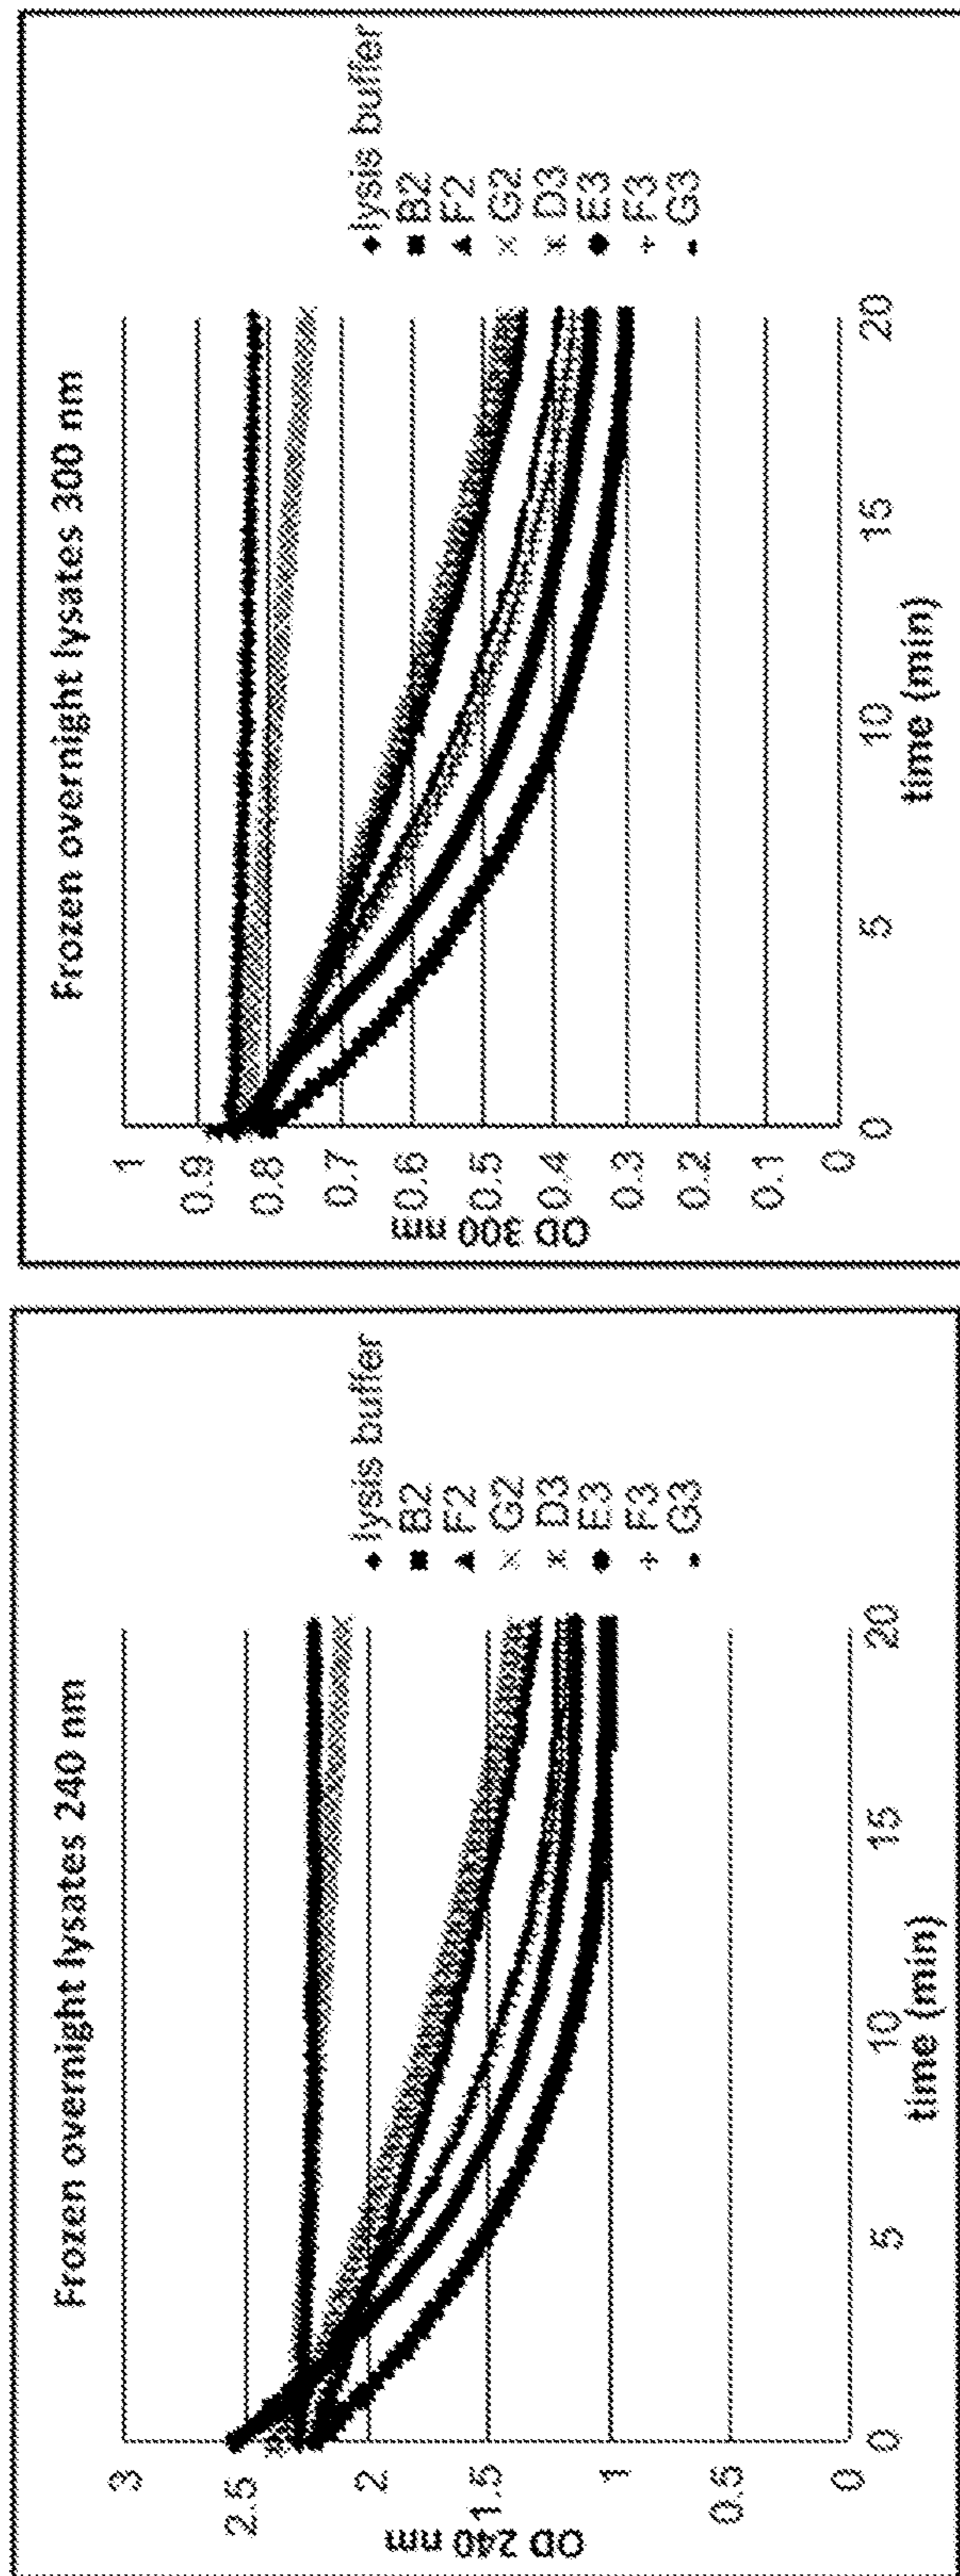 Frozen overnight lysates 240 nm
3
2.5
2
1.5
1
0.5
0
OD 240 nm
0
5
10
15
20
time (min)
lysis buffer
B2
F2
G2
D3
E3
F3
G3
Frozen overnight lysates 300 nm
1
0.9
0.8
0.7
0.6
0.5
0.4
0.3
0.2
0.1
0
OD 300 nm
0
5
10
15
20
time (min)
lysis buffer
B2
F2
G2
D3
E3
F3
G3